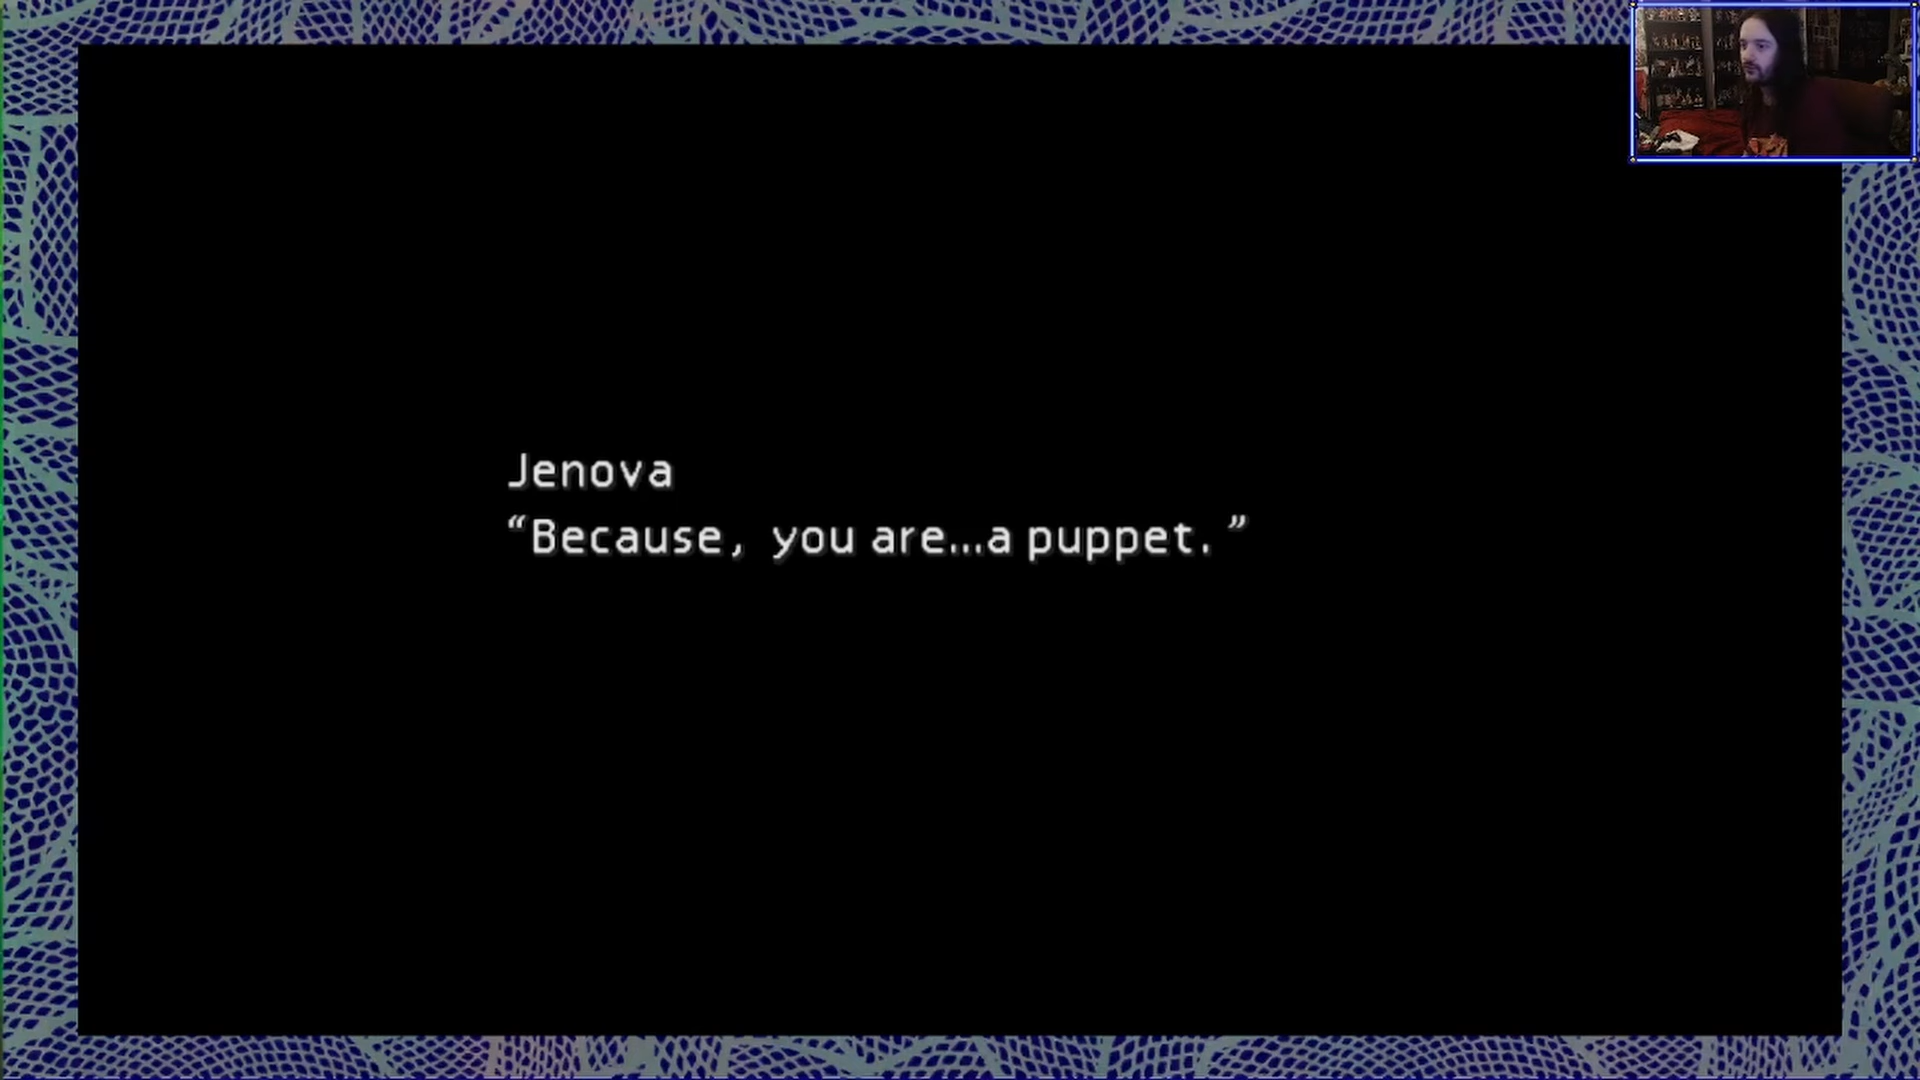 Jenova
“Because, you are...a puppet. ”